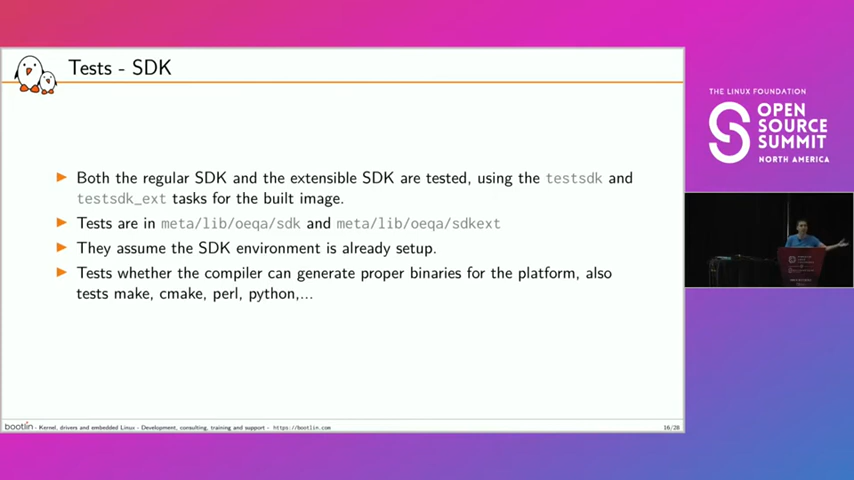 Tests - SDK
Both the regular SDK and the extensible SDK are tested, using the testsdk and
testsdk_ext tasks for the built image.
Tests are in meta/lib/oeqa/sdk and meta/lib/oeqa/sdkext
They assume the SDK environment is already setup.
Tests whether the compiler can generate proper binaries for the platform, also
tests make, cmake, perl, python,...
bootlin - Kernel, drivers and embedded Linux - Development, consulting, training and support - https://bootlin.com
16/28
THE LINUX FOUNDATION
OPEN
SOURCE
SUMMIT
NORTH AMERICA